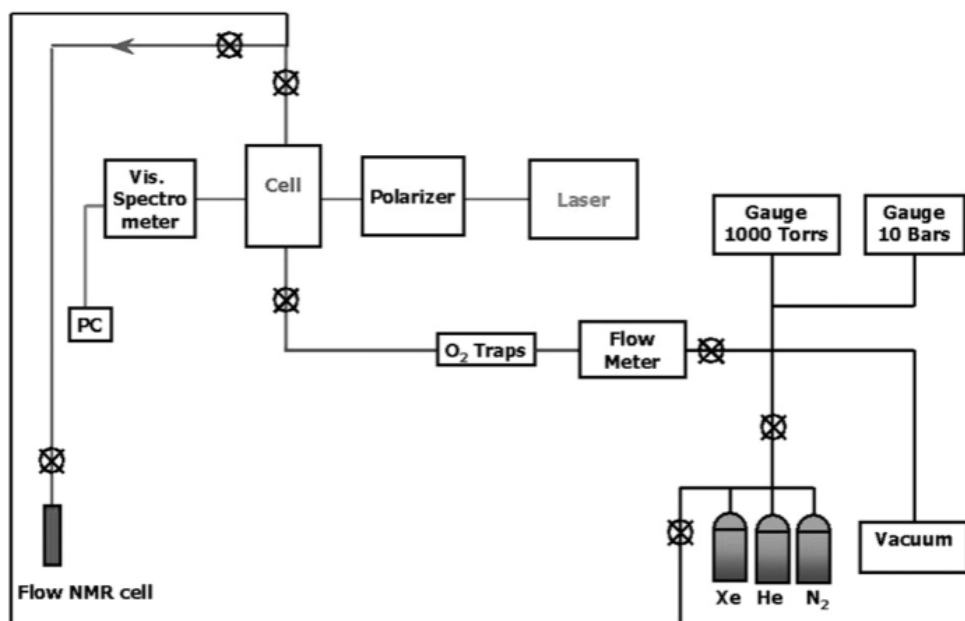 Vis.
Spectro
meter
Cell
Polarizer
Laser
Gauge
1000 Torrs
Gauge
10 Bars
PC
O₂ Traps
Flow
Meter
Flow NMR cell
Xe
He
N₂
Vacuum